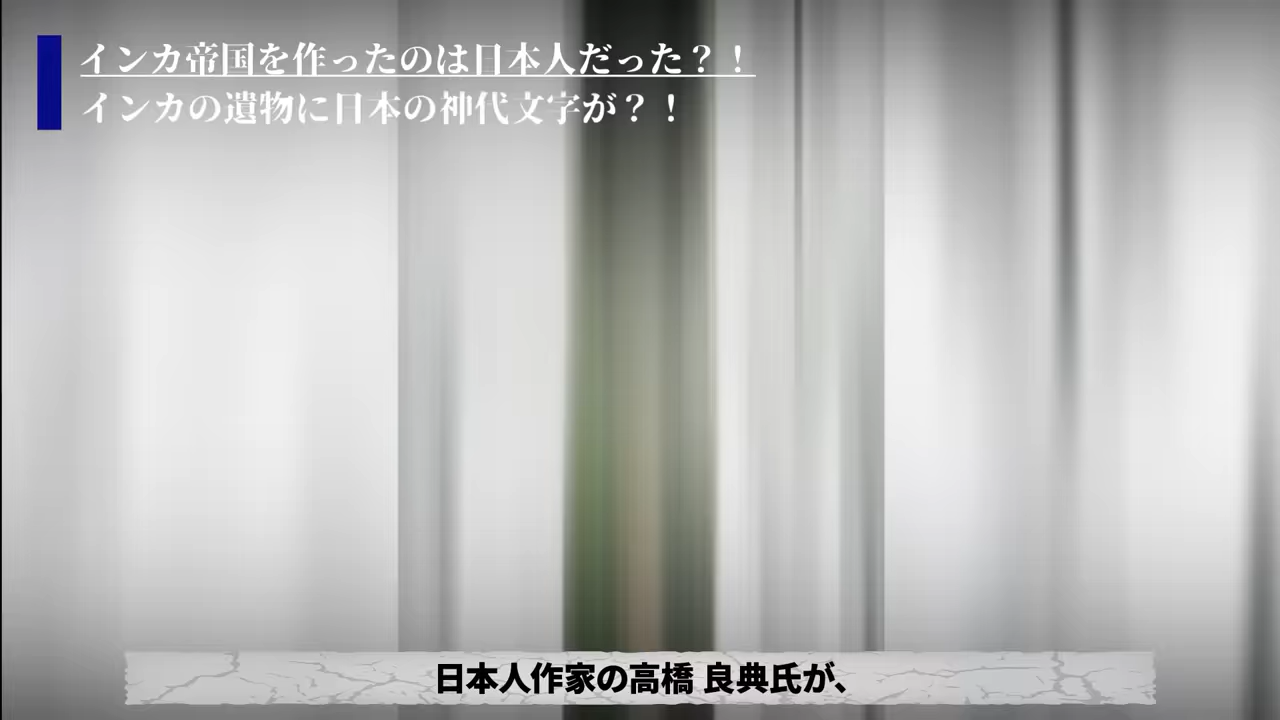 インカ帝国を作ったのは日本人だった？！
インカの遺物に日本の神代文字が？！
日本人作家の高橋 良典氏が、